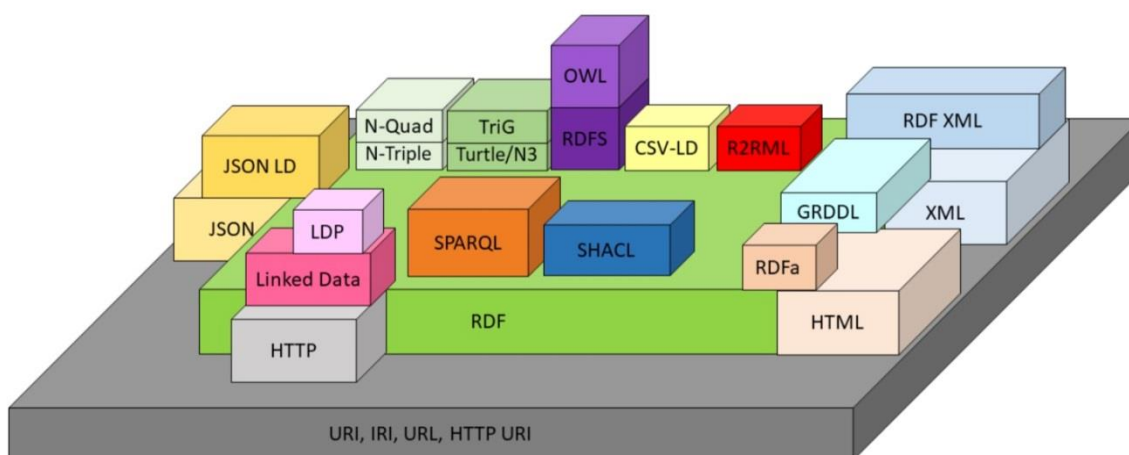 OWL
RDFS
N-Quad
N-Triple
TriG
Turtle/N3
CSV-LD
R2RML
RDF XML
XML
JSON LD
JSON
LDP
Linked Data
HTTP
SPARQL
SHACL
GRDDL
RDFa
HTML
RDF
URI, IRI, URL, HTTP URI